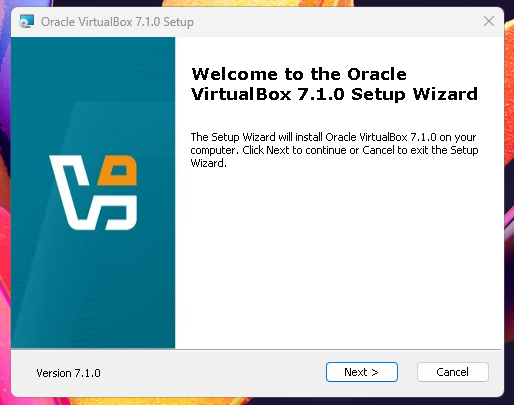 Oracle VirtualBox 7.1.0 Setup
Welcome to the Oracle
VirtualBox 7.1.0 Setup Wizard
The Setup Wizard will install Oracle VirtualBox 7.1.0 on your
computer. Click Next to continue or Cancel to exit the Setup
Wizard.
Version 7.1.0
Next >
Cancel